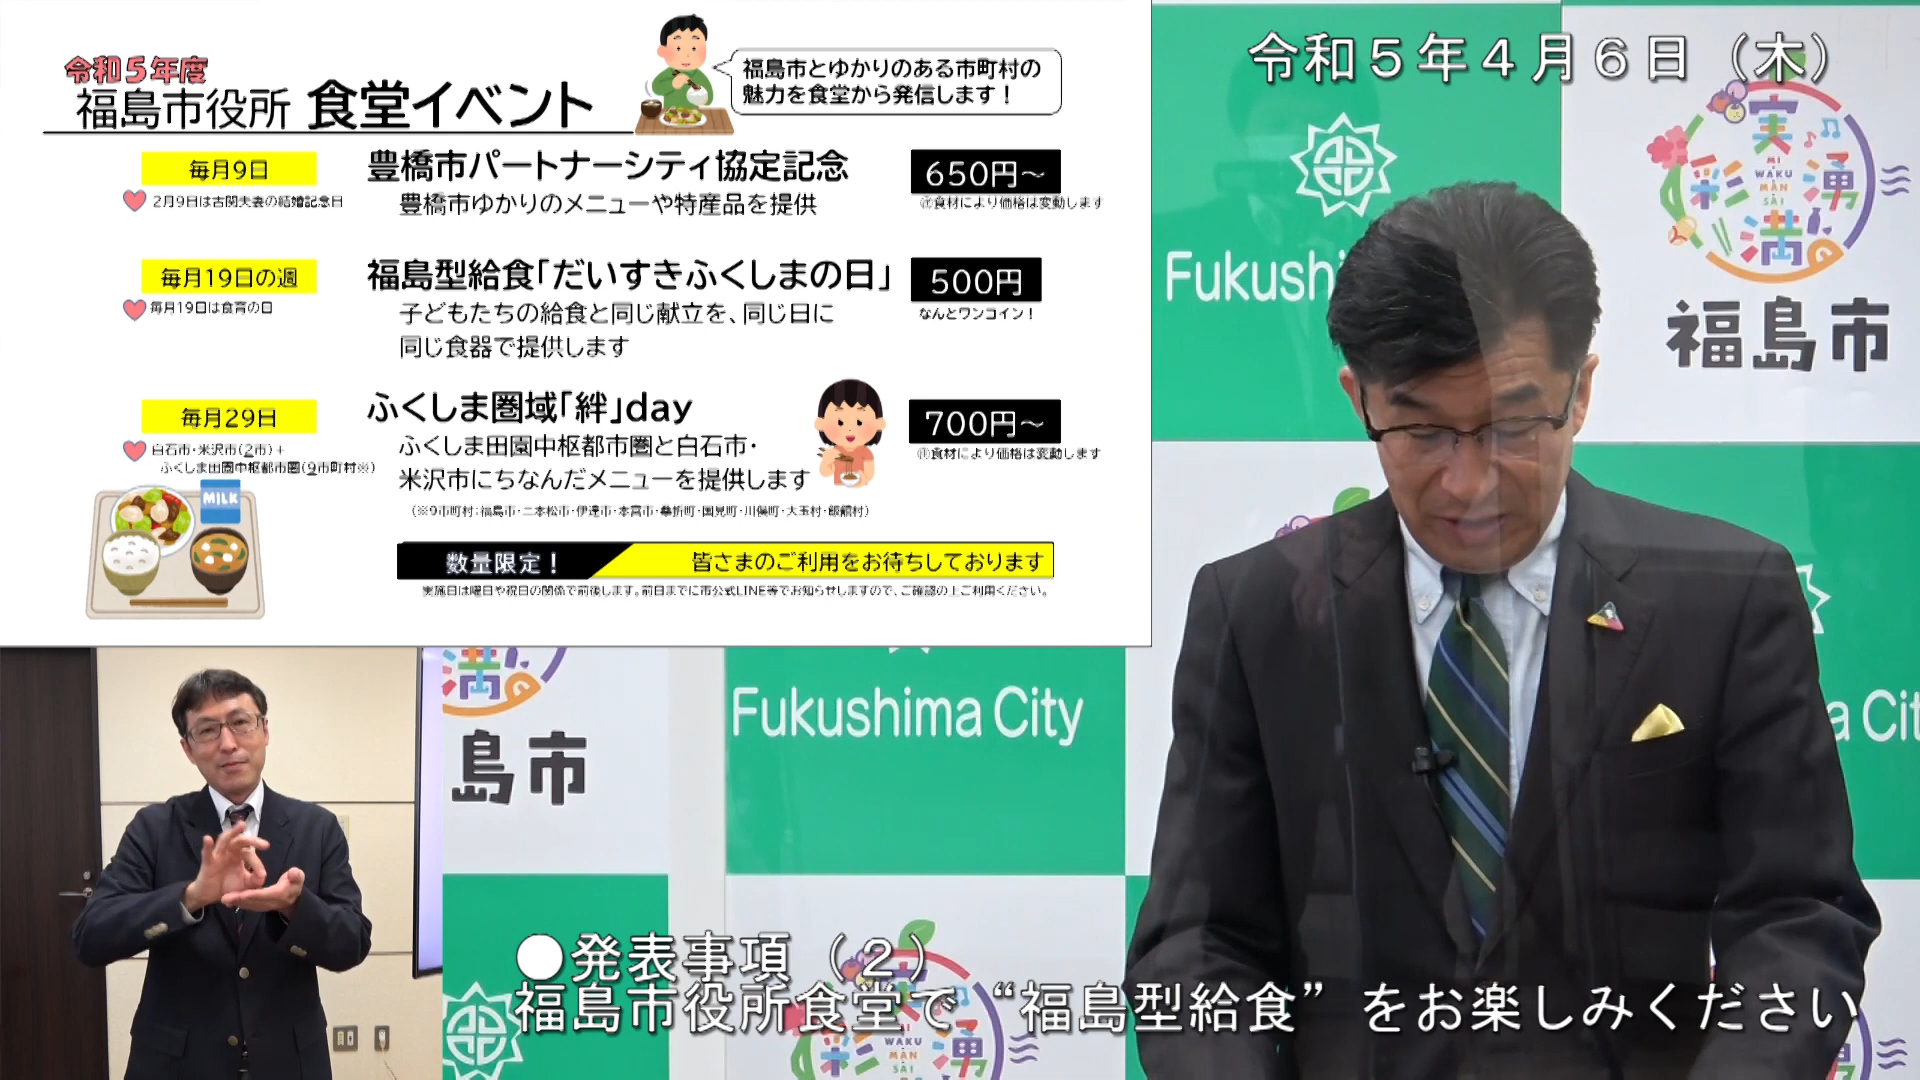 令和5年度
福島市役所 食堂イベント
福島市とゆかりのある市町村の
魅力を食堂から発信します！
毎月9日
2月9日は古関夫妻の結婚記念日
豊橋市パートナーシティ協定記念
豊橋市ゆかりのメニューや特産品を提供
650円～
食材により価格は変動します
毎月19日の週
毎月19日は食育の日
福島型給食「だいすきふくしまの日」
子どもたちの給食と同じ献立を、同じ日に
同じ食器で提供します
500円
なんとワンコイン！
毎月29日
白石市・米沢市（2市）＋
ふくしま田園中枢都市圏（9市町村※）
ふくしま圏域「絆」day
ふくしま田園中枢都市圏と白石市・
米沢市にちなんだメニューを提供します
（※9市町村：福島市・二本松市・伊達市・本宮市・桑折町・国見町・川俣町・大玉村・飯舘村）
700円～
食材により価格は変動します
MILK
数量限定！
皆さまのご利用をお待ちしております
実施日は曜日や祝日の関係で前後します。前日までに市公式LINE等でお知らせしますので、ご確認の上ご利用ください。
令和５年４月６日（木）
Fukushi
実
湧
満
彩
MI
WAKU
MAN
SAI
福島市
満
島市
Fukushima City
a Cit
●発表事項（２）
福島市役所食堂で“福島型給食”をお楽しみください
実
湧
彩
WAKU
MAN
SAI